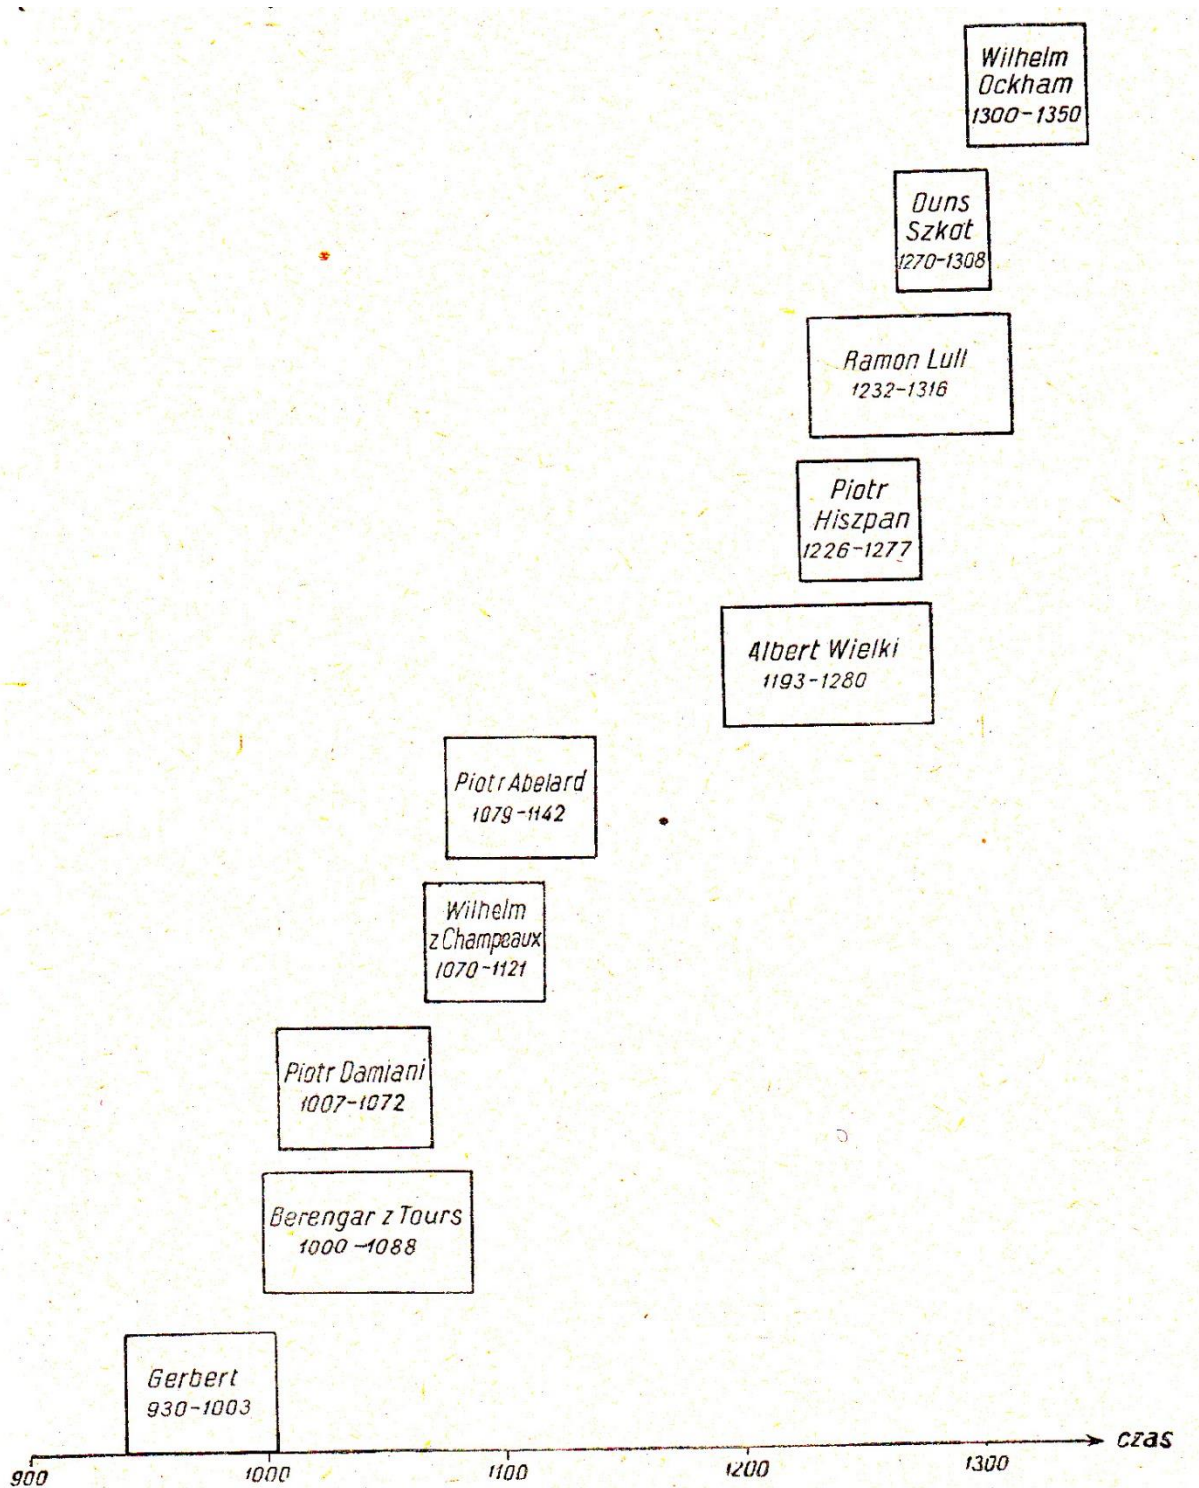 Wilhelm
Ockham
1300-1350
Duns
Szkot
1270-1308
Ramon Lull
1232-1316
Piotr
Hiszpan
1226-1277
Albert Wielki
1193-1280
Piotr Abelard
1079-1142
Wilhelm
z Champeaux
1070-1121
Piotr Damiani
1007-1072
Berengar z Tours
1000-1088
Gerbert
930-1003
900 1000 1100 1200 1300 czas